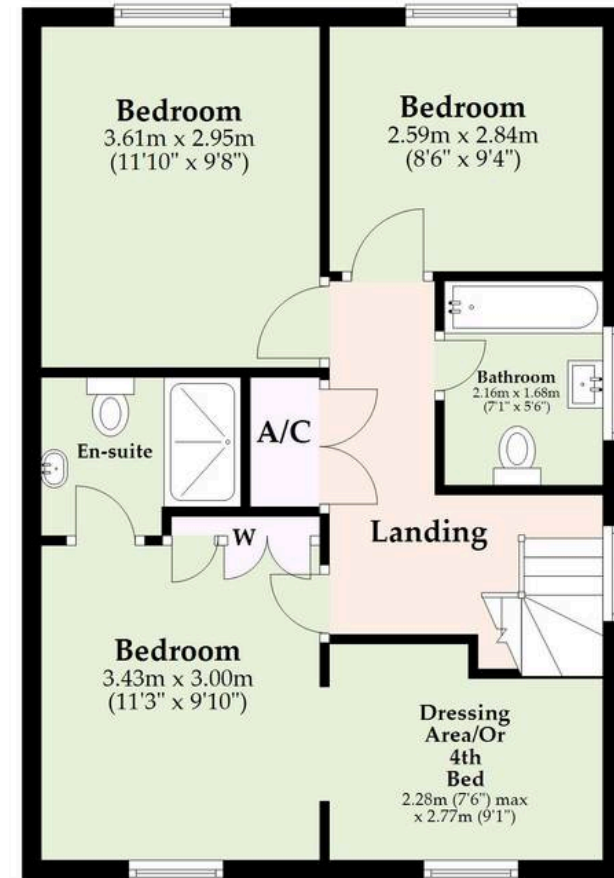 Bedroom
3.61m x 2.95m
(11'10" x 9'8")
Bedroom
2.59m x 2.84m
(8'6" x 9'4")
Bathroom
2.16m x 1.68m
(7'1" x 5'6")
En-suite
A/C
W
Landing
Bedroom
3.43m x 3.00m
(11'3" x 9'10")
Dressing
Area/Or
4th
Bed
2.28m (7'6") max
x 2.77m (9'1")